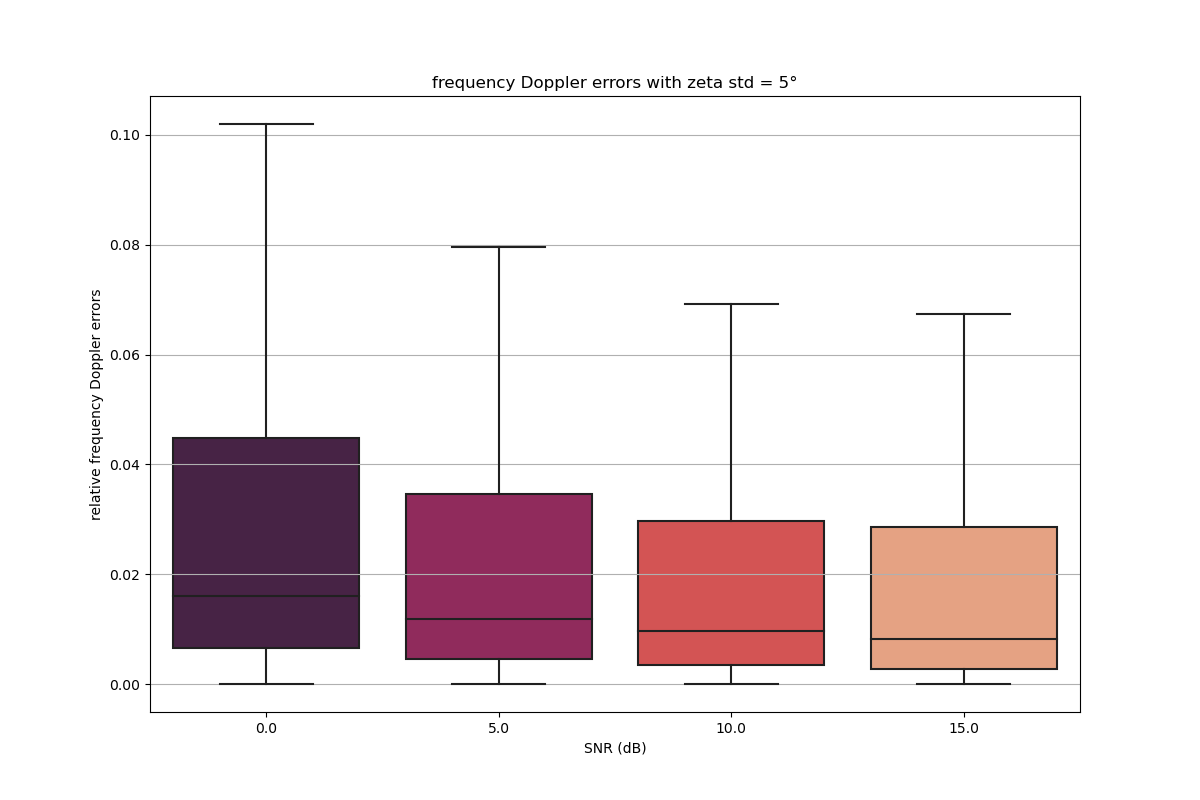 frequency Doppler errors with zeta std = 5°
relative frequency Doppler errors
0.10
0.08
0.06
0.04
0.02
0.00
0.0 5.0 10.0 15.0
SNR (dB)